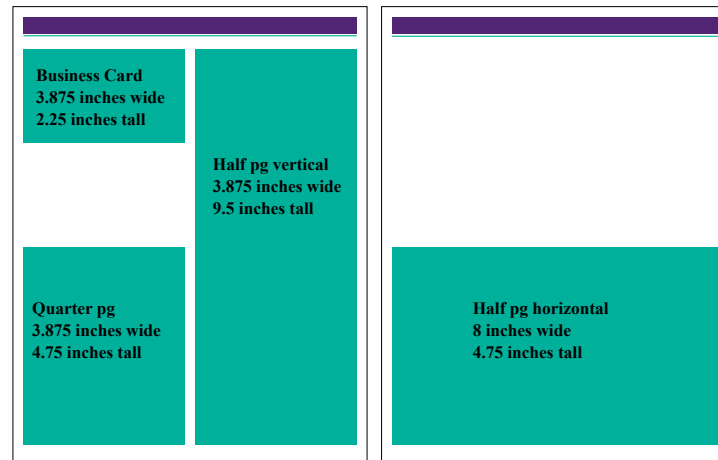 Business Card
3.875 inches wide
2.25 inches tall
Half pg vertical
3.875 inches wide
9.5 inches tall
Quarter pg
3.875 inches wide
4.75 inches tall
Half pg horizontal
8 inches wide
4.75 inches tall